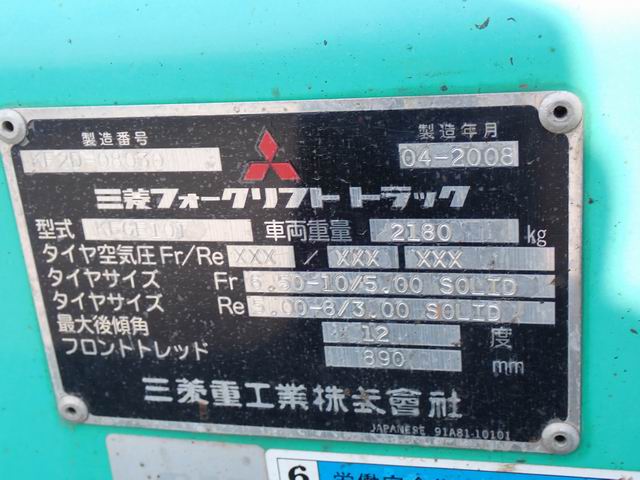 製造番号 製造年月
04-2008
三菱フォークリフト トラック
型式 車両重量 2180 kg
タイヤ空気圧 Fr/Re XXX / XXX XXX
タイヤサイズ Fr 6.50-10/5.00 SOLID
タイヤサイズ Re 5.00-8/3.00 SOLID
最大後傾角 12 度
フロントトレッド 890 mm
三菱重工業株式會社
JAPANESE 91A81-10101
6